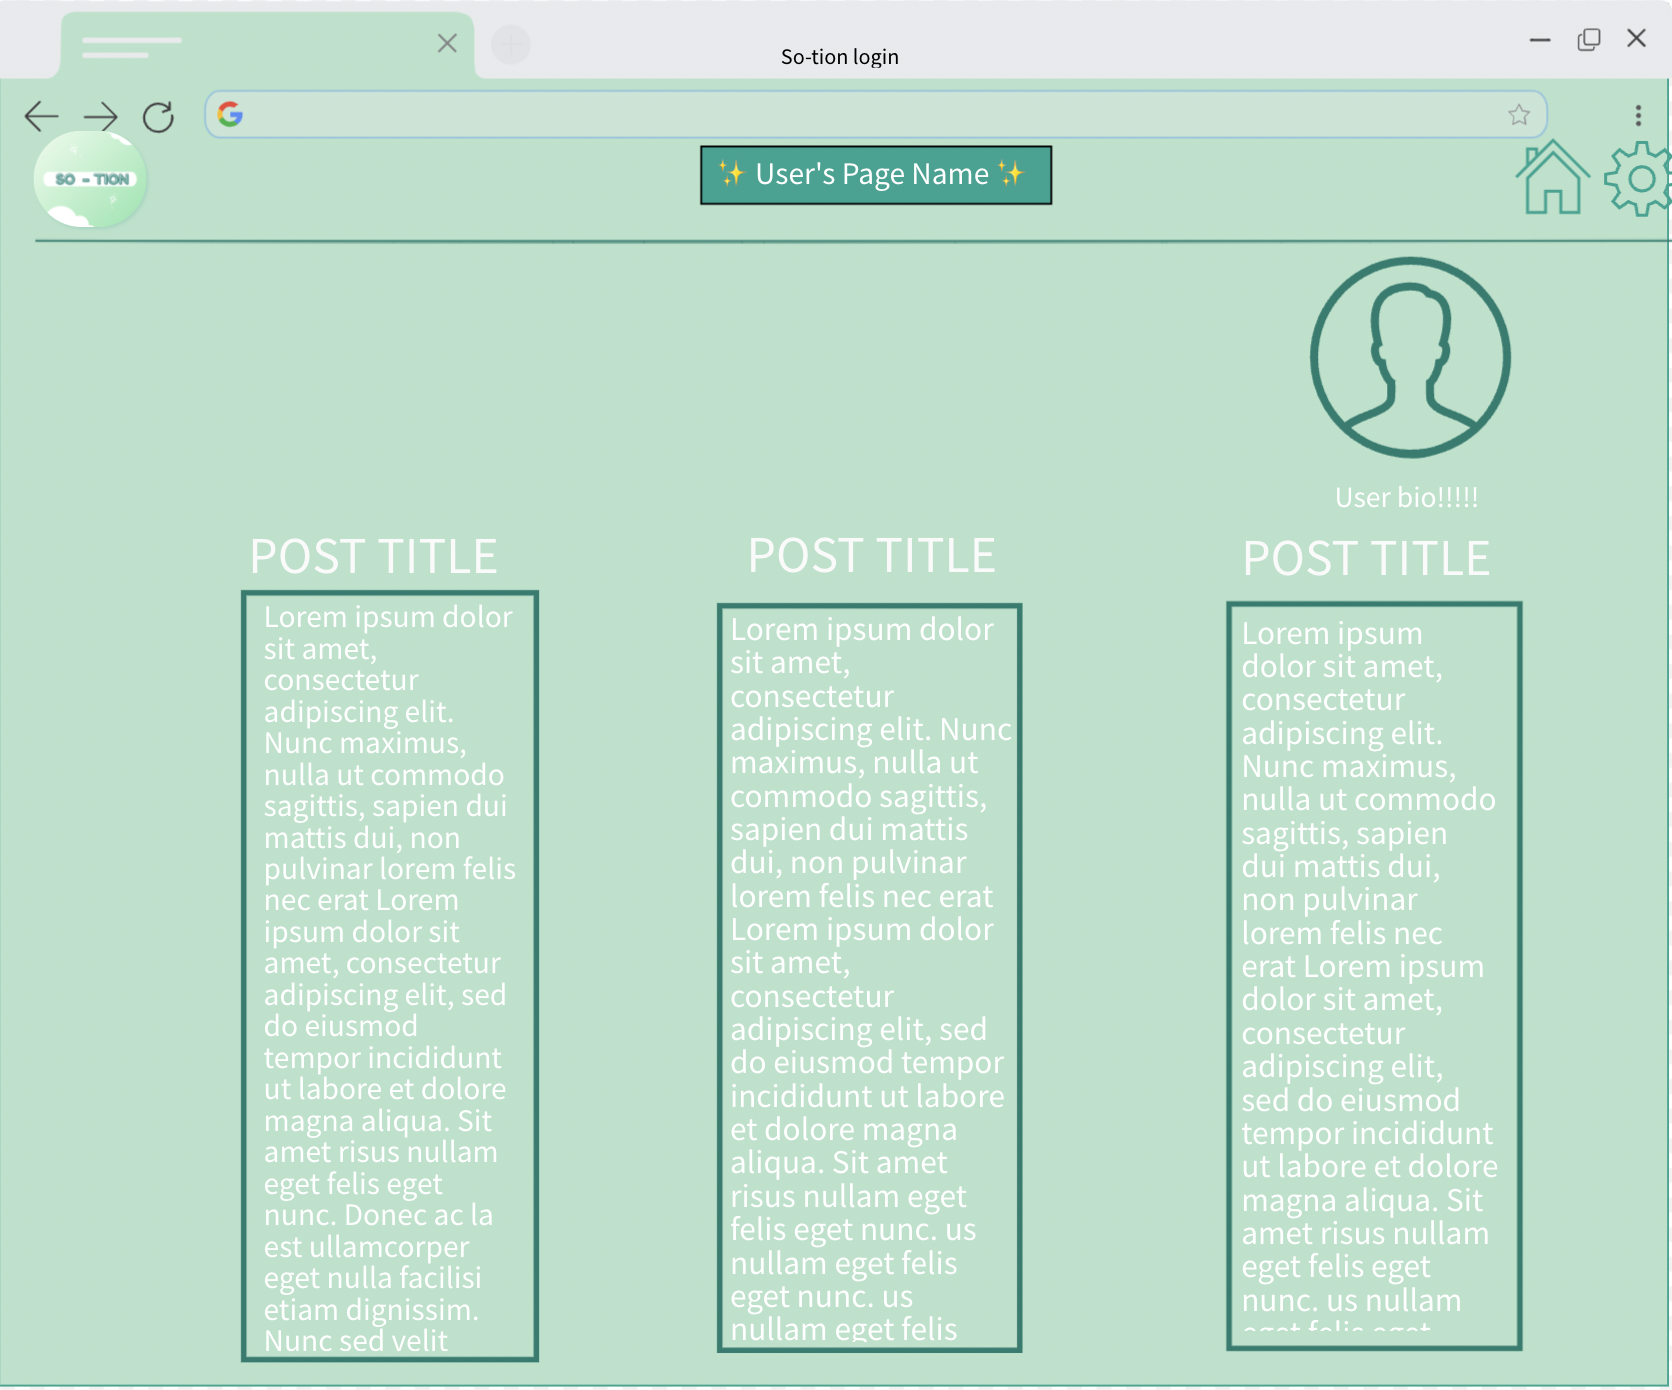 So-tion login
SO - TION
✨ User's Page Name ✨
User bio!!!!!
POST TITLE
Lorem ipsum dolor
sit amet,
consectetur
adipiscing elit.
Nunc maximus,
nulla ut commodo
sagittis, sapien dui
mattis dui, non
pulvinar lorem felis
nec erat Lorem
ipsum dolor sit
amet, consectetur
adipiscing elit, sed
do eiusmod
tempor incididunt
ut labore et dolore
magna aliqua. Sit
amet risus nullam
eget felis eget
nunc. Donec ac la
est ullamcorper
eget nulla facilisi
etiam dignissim.
Nunc sed velit
POST TITLE
Lorem ipsum dolor
sit amet,
consectetur
adipiscing elit. Nunc
maximus, nulla ut
commodo sagittis,
sapien dui mattis
dui, non pulvinar
lorem felis nec erat
Lorem ipsum dolor
sit amet,
consectetur
adipiscing elit, sed
do eiusmod tempor
incididunt ut labore
et dolore magna
aliqua. Sit amet
risus nullam eget
felis eget nunc. us
nullam eget felis
eget nunc. us
nullam eget felis
POST TITLE
Lorem ipsum
dolor sit amet,
consectetur
adipiscing elit.
Nunc maximus,
nulla ut commodo
sagittis, sapien
dui mattis dui,
non pulvinar
lorem felis nec
erat Lorem ipsum
dolor sit amet,
consectetur
adipiscing elit,
sed do eiusmod
tempor incididunt
ut labore et dolore
magna aliqua. Sit
amet risus nullam
eget felis eget
nunc. us nullam
eget felis eget